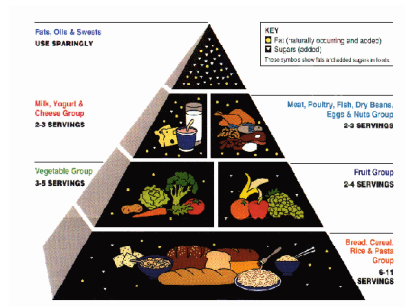 Fats, Oils & Sweets
USE SPARINGLY
KEY
Fat (naturally occurring and added)
Sugars (added)
These symbols show fats and added sugars in foods.
Milk, Yogurt &
Cheese Group
2-3 SERVINGS
Meat, Poultry, Fish, Dry Beans,
Eggs & Nuts Group
2-3 SERVINGS
Vegetable Group
3-5 SERVINGS
Fruit Group
2-4 SERVINGS
Bread, Cereal,
Rice & Pasta
Group
6-11
SERVINGS